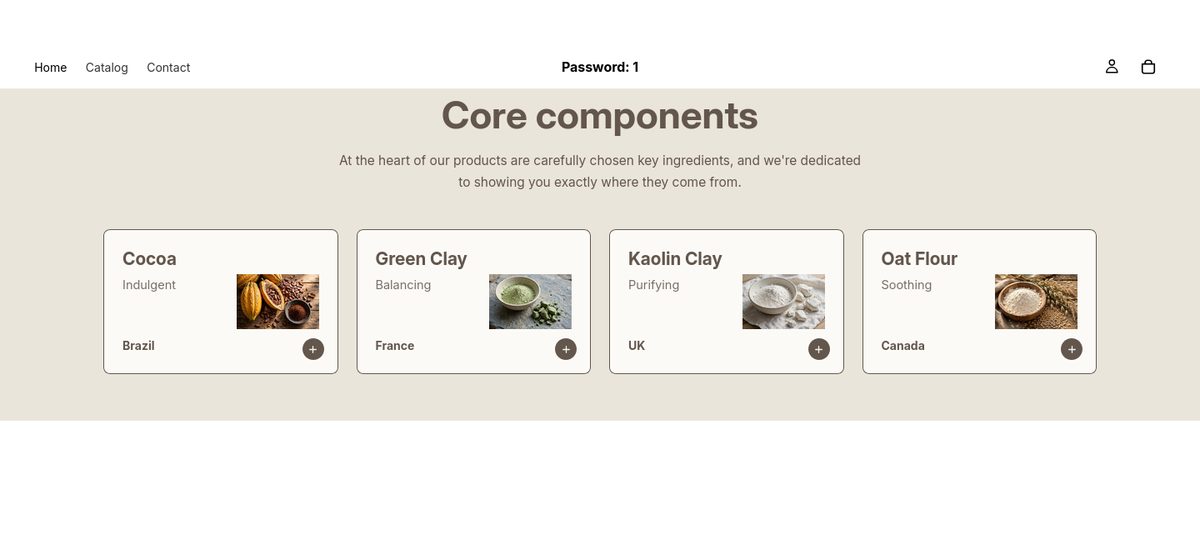 Home Catalog Contact Password: 1
Core components
At the heart of our products are carefully chosen key ingredients, and we're dedicated
to showing you exactly where they come from.
Cocoa
Indulgent
Brazil
+
Green Clay
Balancing
France
+
Kaolin Clay
Purifying
UK
+
Oat Flour
Soothing
Canada
+